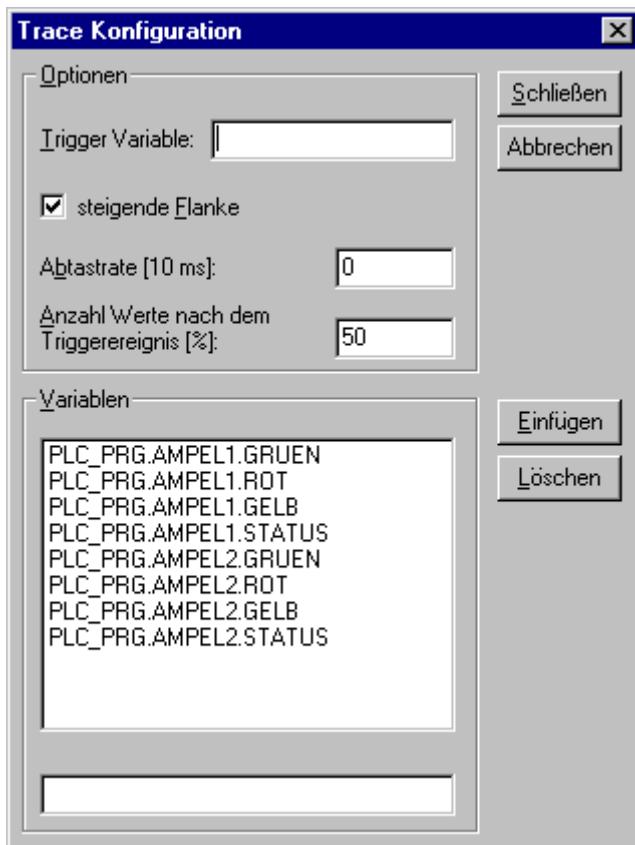 Trace Konfiguration
Optionen
Schließen
Trigger Variable:
Abbrechen
steigende Flanke
Abtastrate [10 ms]: 0
Anzahl Werte nach dem
Triggerereignis [%]: 50
Variablen
Einfügen
PLC_PRG.AMPEL1.GRUEN
PLC_PRG.AMPEL1.ROT
Löschen
PLC_PRG.AMPEL1.GELB
PLC_PRG.AMPEL1.STATUS
PLC_PRG.AMPEL2.GRUEN
PLC_PRG.AMPEL2.ROT
PLC_PRG.AMPEL2.GELB
PLC_PRG.AMPEL2.STATUS